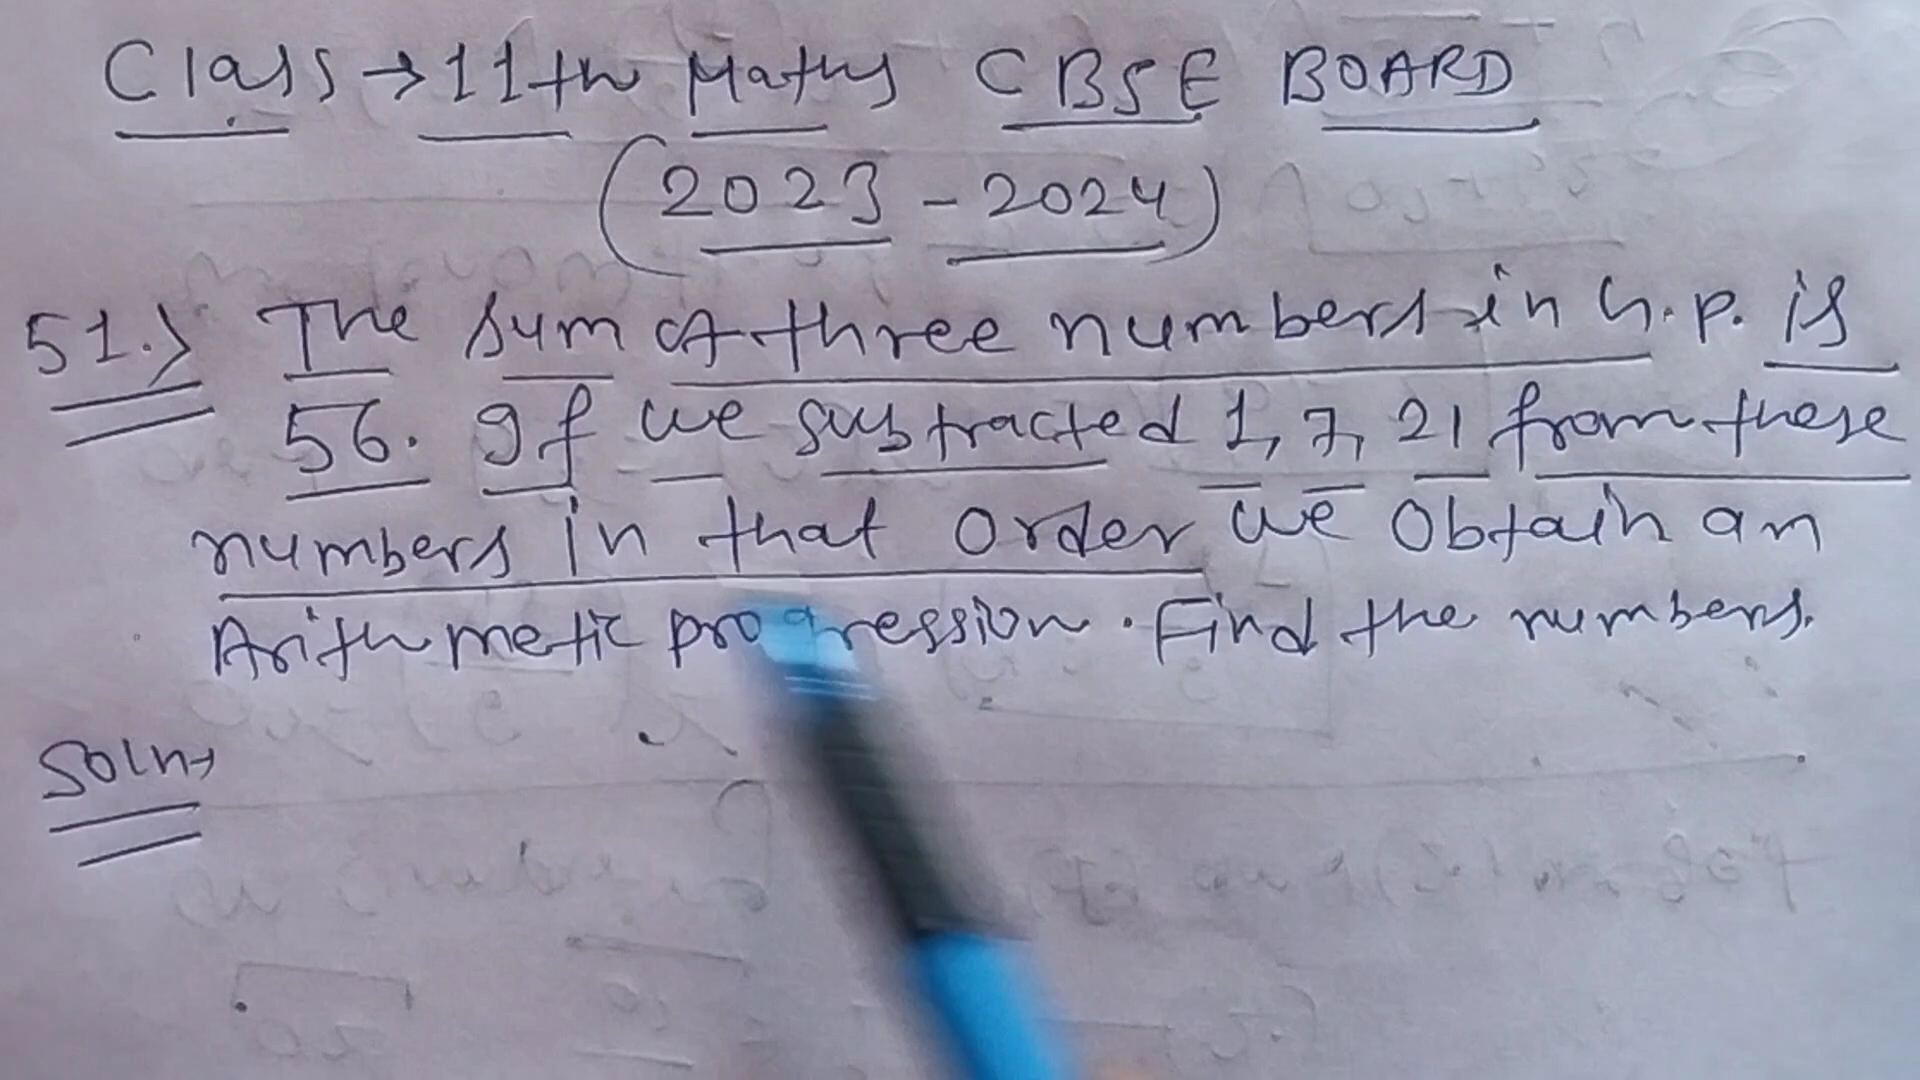 Class → 11th Maths CBSE BOARD
(2023 - 2024)
51.) The sum of three numbers in G.P. is
56. If we subtracted 1, 7, 21 from these
numbers in that order we obtain an
Arithmetic progression. Find the numbers.
Soln→